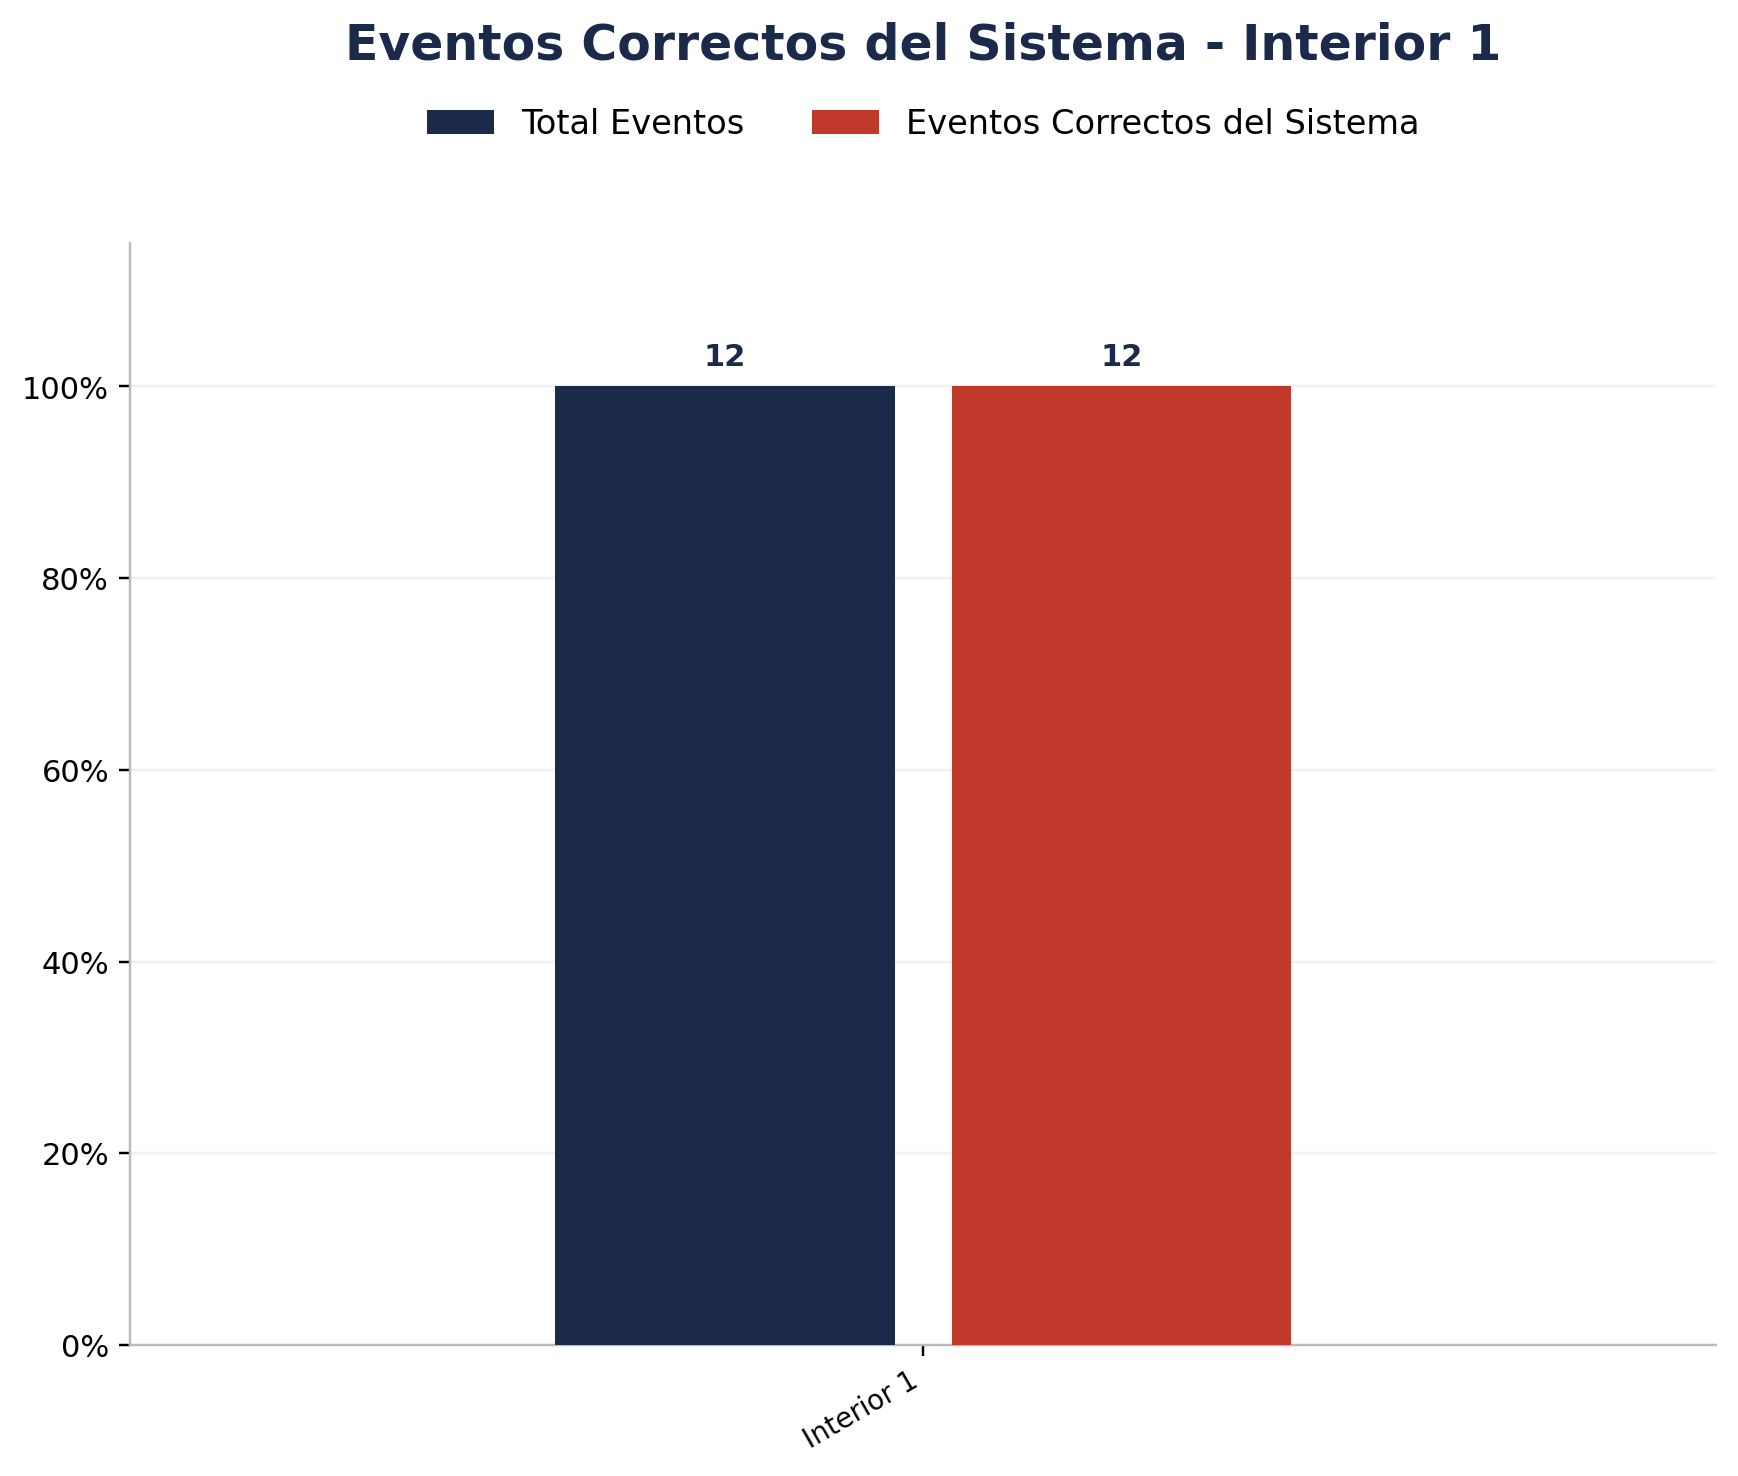 Eventos Correctos del Sistema - Interior 1
Total Eventos
Eventos Correctos del Sistema
12
12
100%
80%
60%
40%
20%
0%
Interior 1